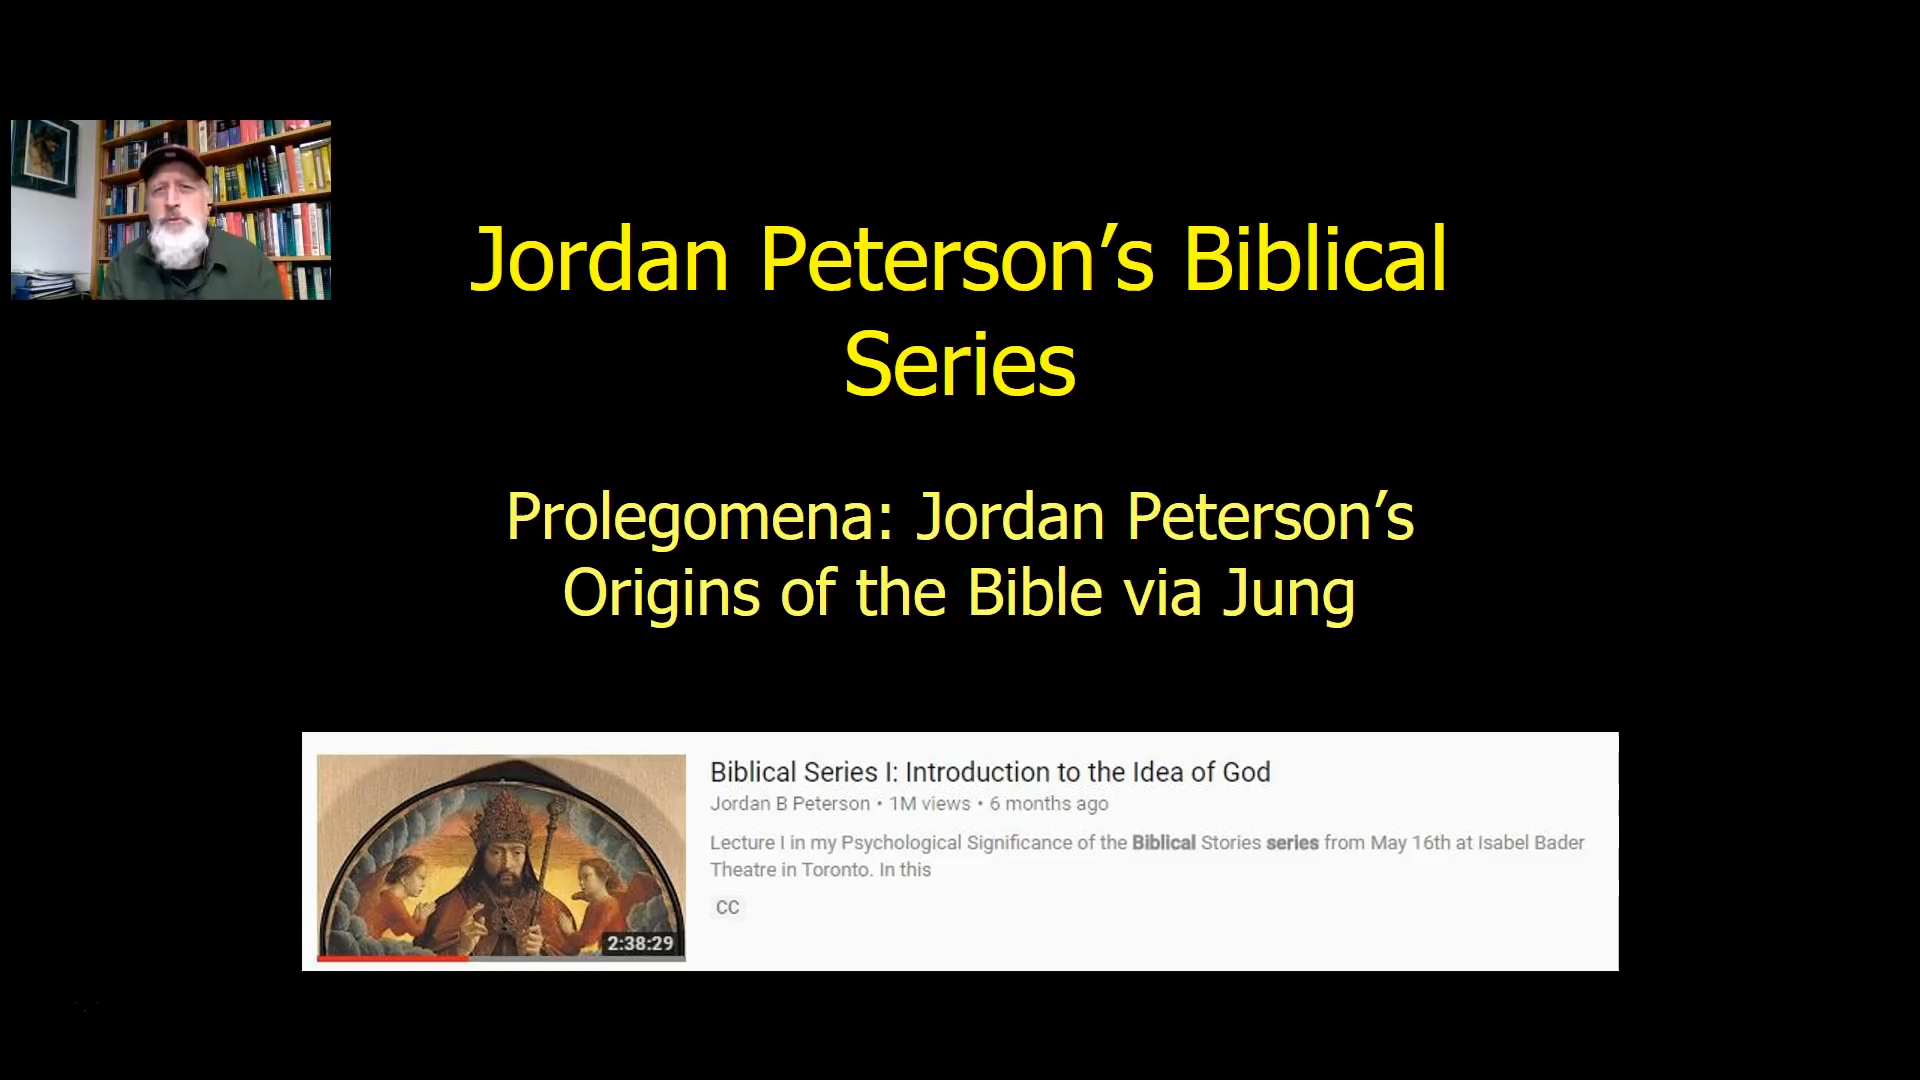 Jordan Peterson’s Biblical
Series
Prolegomena: Jordan Peterson’s
Origins of the Bible via Jung
Biblical Series I: Introduction to the Idea of God
Jordan B Peterson • 1M views • 6 months ago
Lecture I in my Psychological Significance of the Biblical Stories series from May 16th at Isabel Bader
Theatre in Toronto. In this
CC
2:38:29